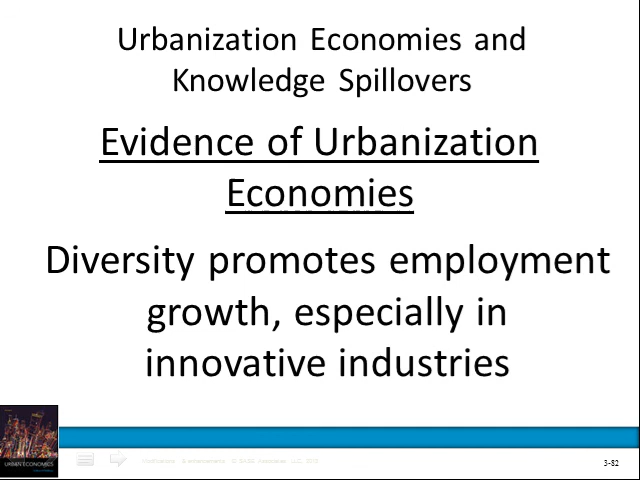 Urbanization Economies and
Knowledge Spillovers
Evidence of Urbanization
Economies
Diversity promotes employment
growth, especially in
innovative industries
URBAN ECONOMICS
3-82